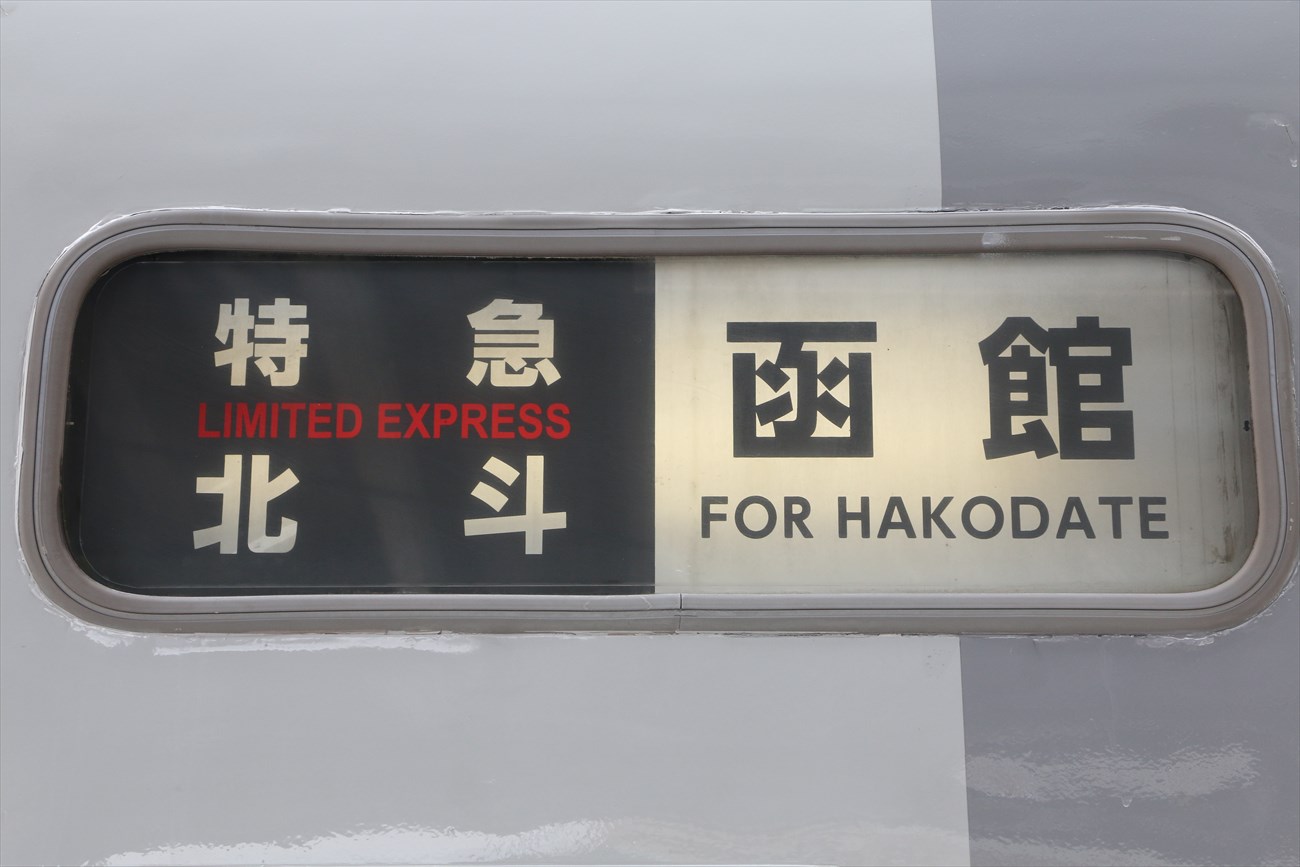 特急
LIMITED EXPRESS
北斗
函館
FOR HAKODATE